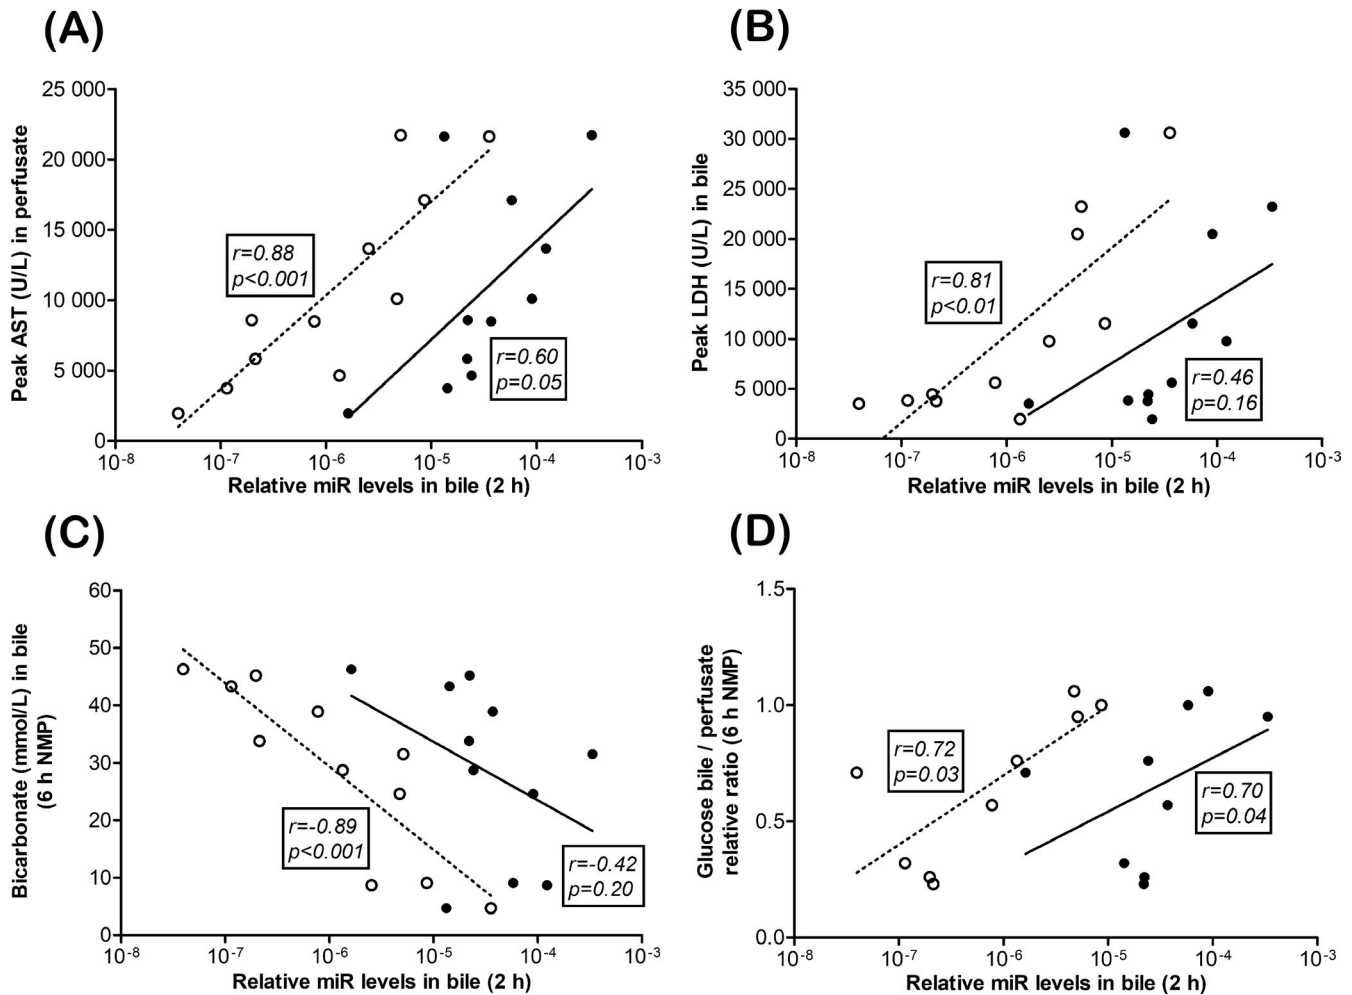 (A)
Peak AST (U/L) in perfusate
25 000
20 000
15 000
10 000
5 000
0
r=0.88
p<0.001
r=0.60
p=0.05
10-8
10-7
10-6
10-5
10-4
10-3
Relative miR levels in bile (2 h)
(B)
Peak LDH (U/L) in bile
35 000
30 000
25 000
20 000
15 000
10 000
5 000
0
r=0.81
p<0.01
r=0.46
p=0.16
10-8
10-7
10-6
10-5
10-4
10-3
Relative miR levels in bile (2 h)
(C)
Bicarbonate (mmol/L) in bile
(6 h NMP)
60
50
40
30
20
10
0
r=-0.89
p<0.001
r=-0.42
p=0.20
10-8
10-7
10-6
10-5
10-4
10-3
Relative miR levels in bile (2 h)
(D)
Glucose bile / perfusate
relative ratio (6 h NMP)
1.5
1.0
0.5
0.0
r=0.72
p=0.03
r=0.70
p=0.04
10-8
10-7
10-6
10-5
10-4
10-3
Relative miR levels in bile (2 h)